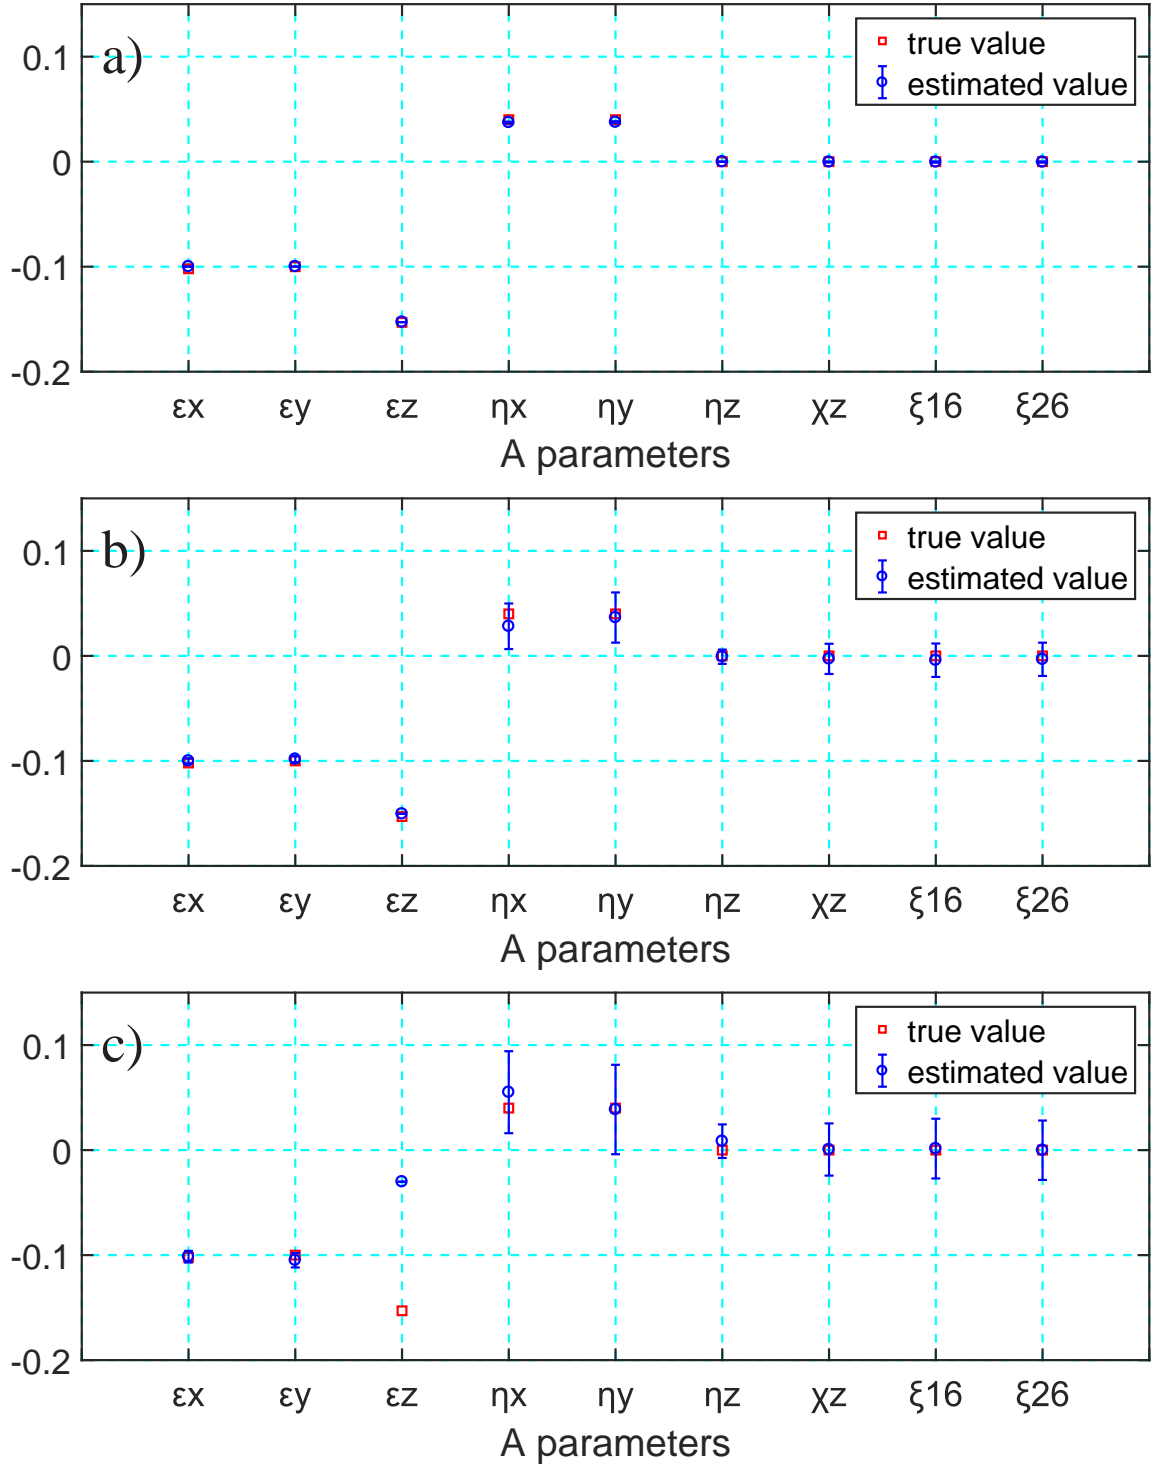 a)
true value
estimated value
0.1
0
-0.1
-0.2
εx εy εz ηx ηy ηz χz ξ16 ξ26
A parameters
b)
true value
estimated value
0.1
0
-0.1
-0.2
εx εy εz ηx ηy ηz χz ξ16 ξ26
A parameters
c)
true value
estimated value
0.1
0
-0.1
-0.2
εx εy εz ηx ηy ηz χz ξ16 ξ26
A parameters